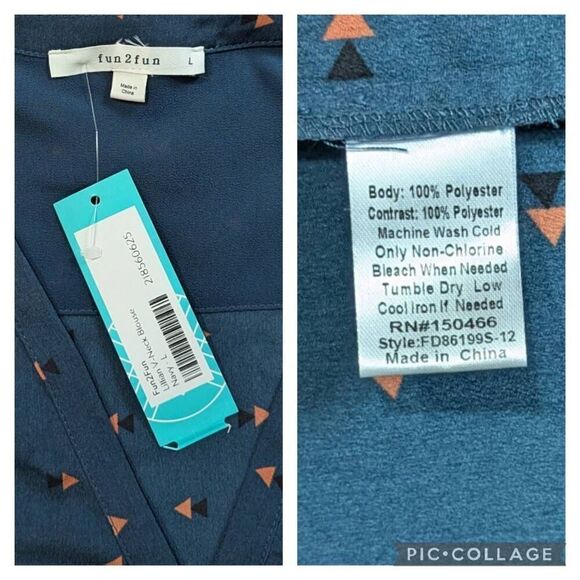 fun2fun
L
Made in
China
218560625
Fun2Fun
Lillian V-Neck Blouse
Navy - L
Body: 100% Polyester
Contrast: 100% Polyester
Machine Wash Cold
Only Non-Chlorine
Bleach When Needed
Tumble Dry Low
Cool Iron if Needed
RN#150466
Style:FD86199S-12
Made in China
PIC•COLLAGE